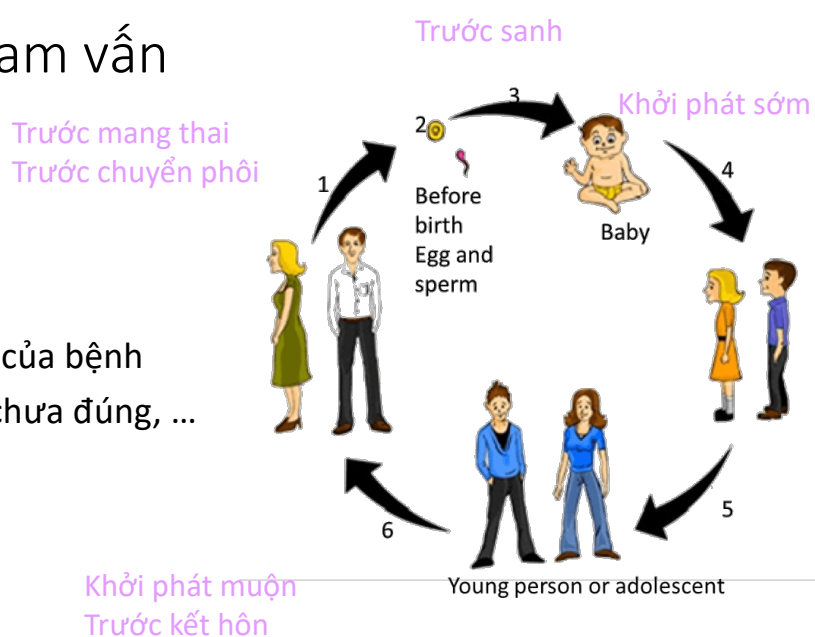 am vấn
Trước sanh
Trước mang thai
Trước chuyển phôi
1
2
3
Khởi phát sớm
4
Before
birth
Egg and
sperm
Baby
của bệnh
chưa đúng, ...
5
6
Young person or adolescent
Khởi phát muộn
Trước kết hôn